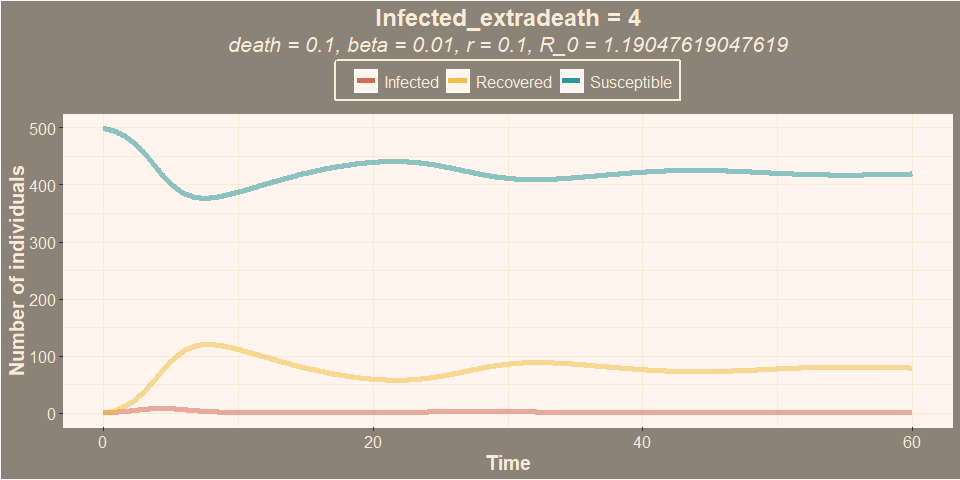 Infected_extradeath = 4
death = 0.1, beta = 0.01, r = 0.1, R_0 = 1.19047619047619
Infected Recovered Susceptible
Number of individuals
500
400
300
200
100
0
0 20 40 60
Time